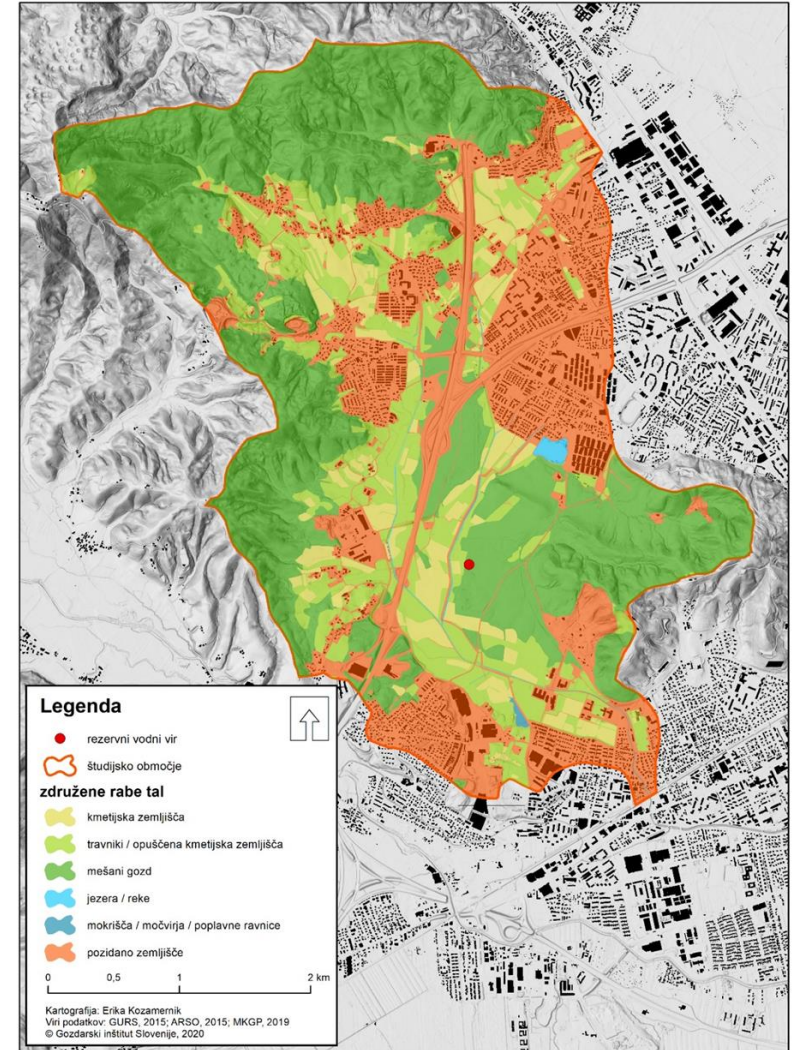 Legenda
rezervni vodni vir
študijsko območje
združene rabe tal
kmetijska zemljišča
travniki / opuščena kmetijska zemljišča
mešani gozd
jezera / reke
mokrišča / močvirja / poplavne ravnice
pozidano zemljišče
0 0,5 1 2 km
Kartografija: Erika Kozamernik
Viri podatkov: GURS, 2015; ARSO, 2015; MKGP, 2019
© Gozdarski inštitut Slovenije, 2020